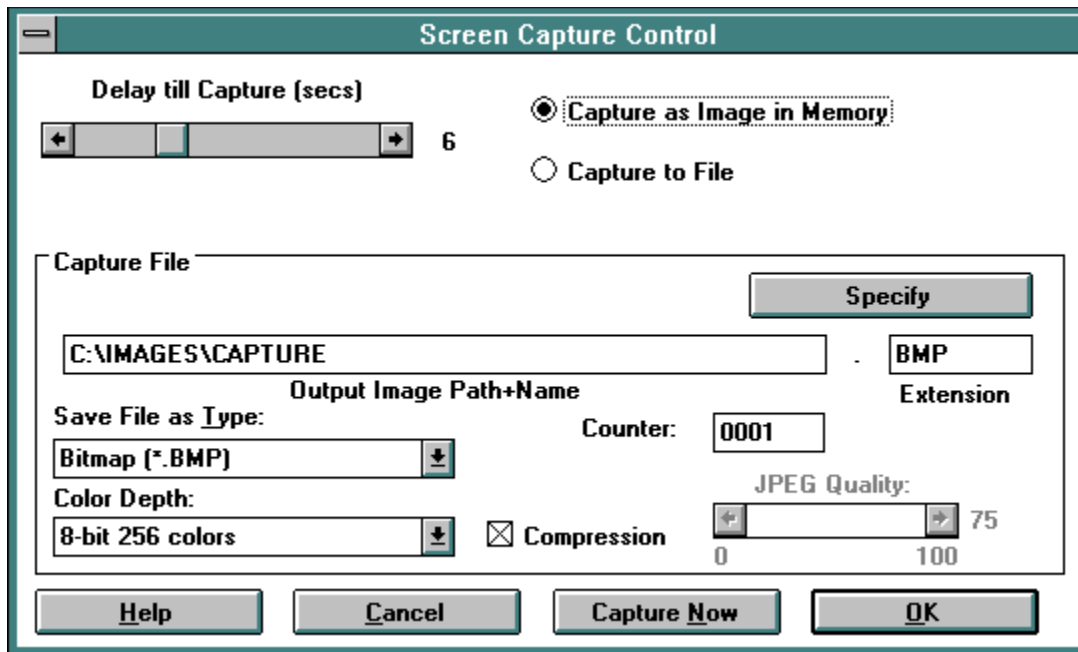 Screen Capture Control
Delay till Capture (secs)
6
Capture as Image in Memory
Capture to File
Capture File
Specify
C:\IMAGES\CAPTURE . BMP
Output Image Path+Name
Extension
Save File as Type:
Counter: 0001
Bitmap (*.BMP)
Color Depth:
JPEG Quality:
8-bit 256 colors
Compression
75
0 100
Help Cancel Capture Now OK